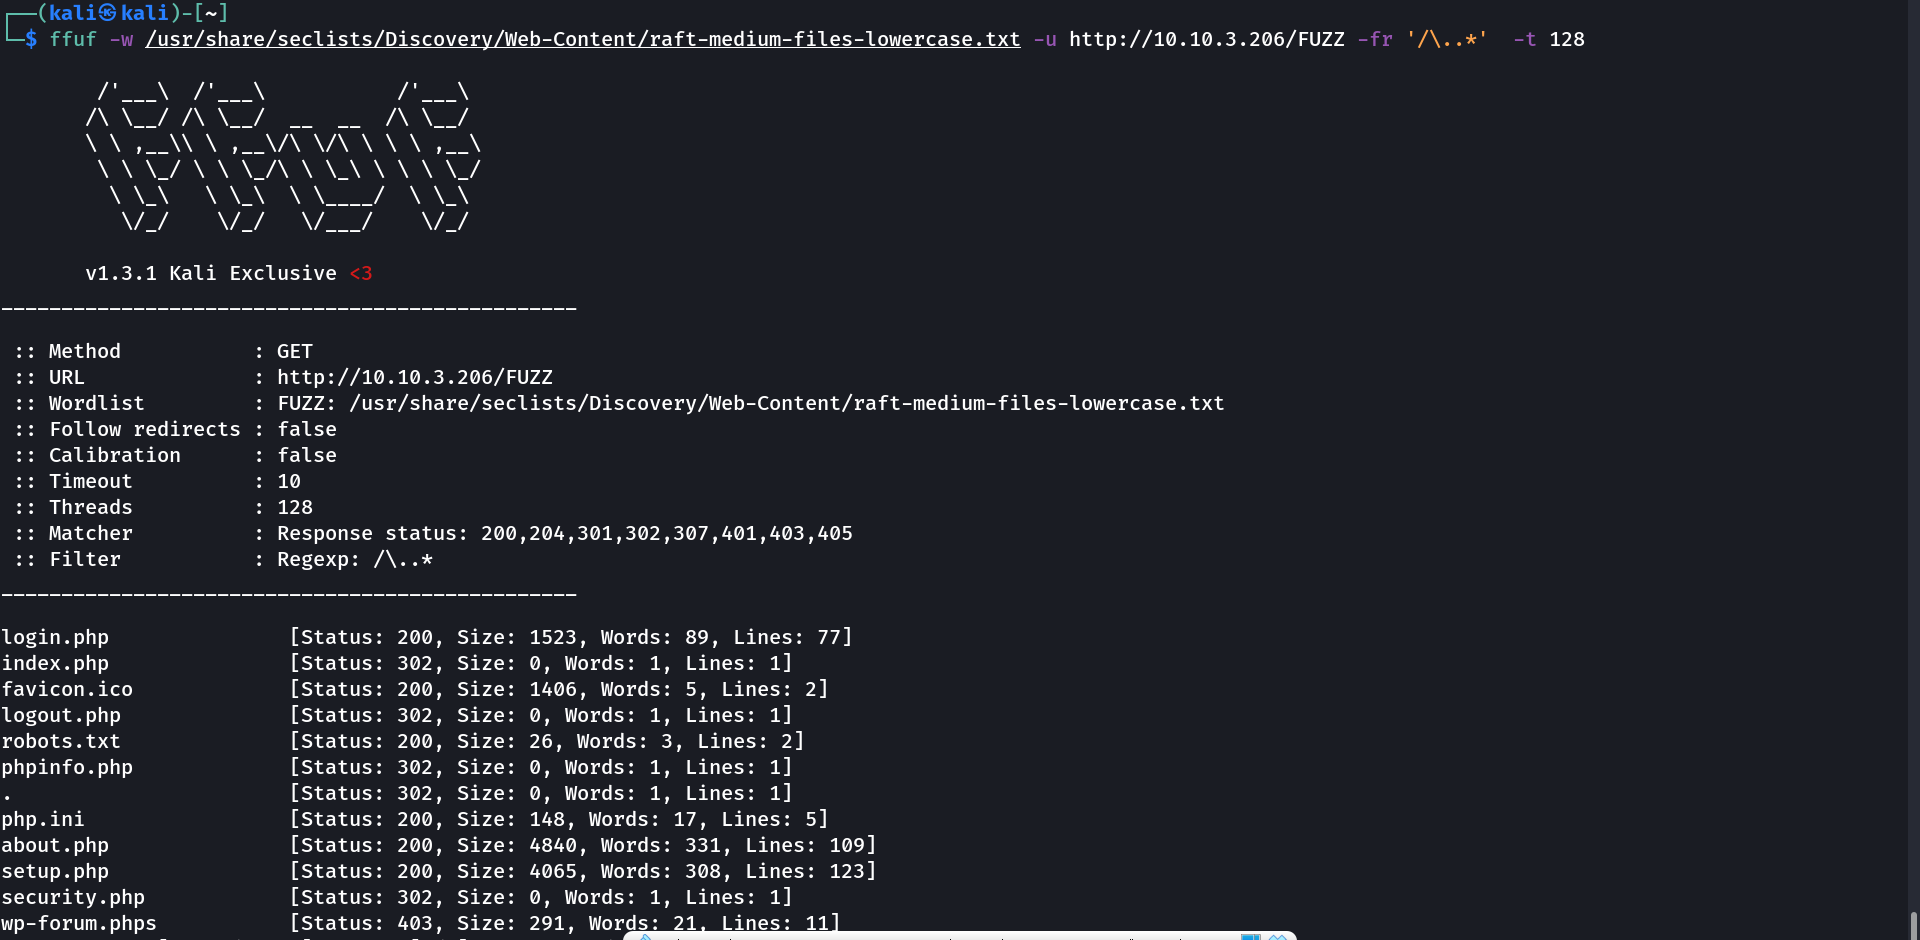 ┌──(kali㉿kali)-[~]
└─$ ffuf -w /usr/share/seclists/Discovery/Web-Content/raft-medium-files-lowercase.txt -u http://10.10.3.206/FUZZ -fr '/\..*'  -t 128

        /'___\  /'___\           /'___\
       /\ \__/ /\ \__/  __  __  /\ \__/
       \ \ ,__\\ \ ,__\/\ \/\ \ \ \ ,__\
        \ \ \_/ \ \ \_/\ \ \_\ \ \ \ \_/
         \ \_\   \ \_\  \ \____/  \ \_\
          \/_/    \/_/   \/___/    \/_/

       v1.3.1 Kali Exclusive <3
________________________________________________

 :: Method           : GET
 :: URL              : http://10.10.3.206/FUZZ
 :: Wordlist         : FUZZ: /usr/share/seclists/Discovery/Web-Content/raft-medium-files-lowercase.txt
 :: Follow redirects : false
 :: Calibration      : false
 :: Timeout          : 10
 :: Threads          : 128
 :: Matcher          : Response status: 200,204,301,302,307,401,403,405
 :: Filter           : Regexp: /\..*
________________________________________________

login.php               [Status: 200, Size: 1523, Words: 89, Lines: 77]
index.php               [Status: 302, Size: 0, Words: 1, Lines: 1]
favicon.ico             [Status: 200, Size: 1406, Words: 5, Lines: 2]
logout.php              [Status: 302, Size: 0, Words: 1, Lines: 1]
robots.txt              [Status: 200, Size: 26, Words: 3, Lines: 2]
phpinfo.php             [Status: 302, Size: 0, Words: 1, Lines: 1]
.                       [Status: 302, Size: 0, Words: 1, Lines: 1]
php.ini                 [Status: 200, Size: 148, Words: 17, Lines: 5]
about.php               [Status: 200, Size: 4840, Words: 331, Lines: 109]
setup.php               [Status: 200, Size: 4065, Words: 308, Lines: 123]
security.php            [Status: 302, Size: 0, Words: 1, Lines: 1]
wp-forum.phps           [Status: 403, Size: 291, Words: 21, Lines: 11]